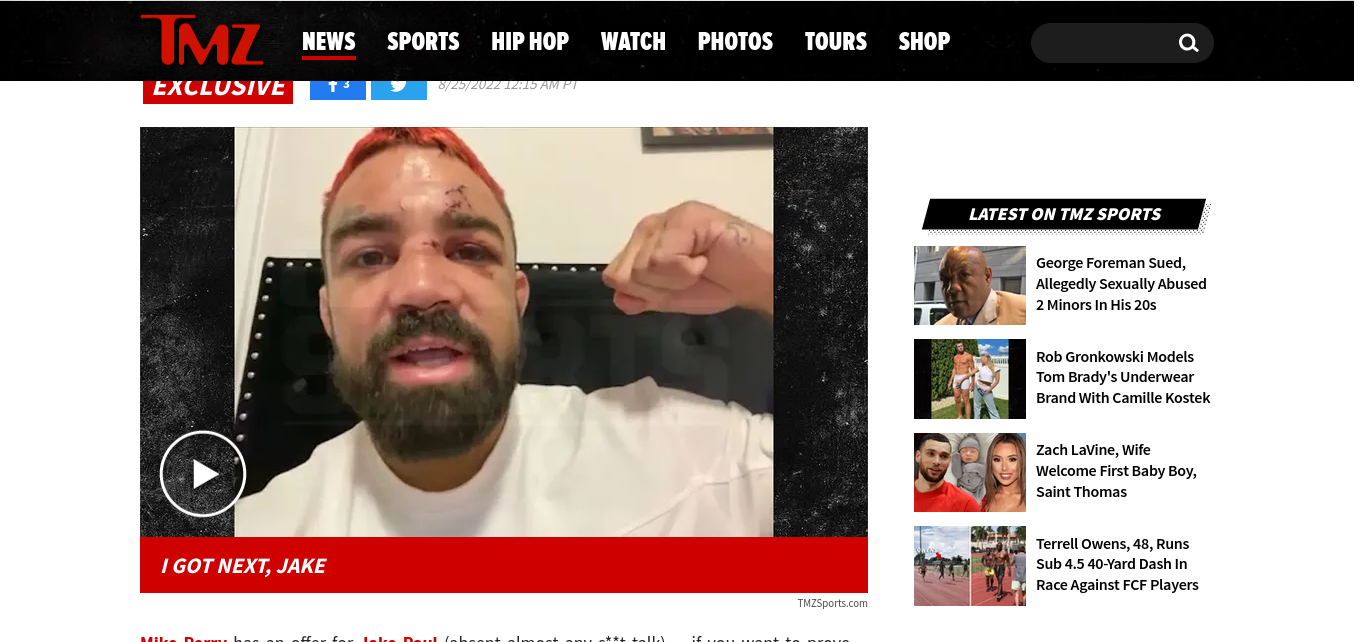 TMZ NEWS SPORTS HIP HOP WATCH PHOTOS TOURS SHOP
EXCLUSIVE 3 8/25/2022 12:15 AM PT
SPORTS
I GOT NEXT, JAKE
TMZSports.com
Mike Perry has an offer for Jake Paul (absent almost any s**t talk) ... if you want to prove
LATEST ON TMZ SPORTS
George Foreman Sued,
Allegedly Sexually Abused
2 Minors In His 20s
Rob Gronkowski Models
Tom Brady's Underwear
Brand With Camille Kostek
Zach LaVine, Wife
Welcome First Baby Boy,
Saint Thomas
Terrell Owens, 48, Runs
Sub 4.5 40-Yard Dash In
Race Against FCF Players